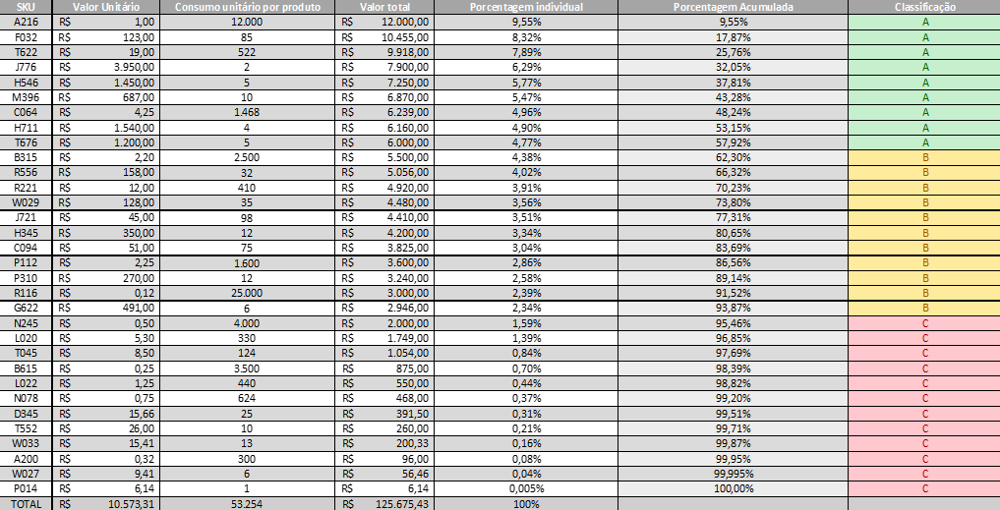 SKU Valor Unitário Consumo unitário por produto Valor total Porcentagem individual Porcentagem Acumulada Classificação
A216 R$ 1,00 12.000 R$ 12.000,00 9,55% 9,55% A
F032 R$ 123,00 85 R$ 10.455,00 8,32% 17,87% A
T622 R$ 19,00 522 R$ 9.918,00 7,89% 25,76% A
J776 R$ 3.950,00 2 R$ 7.900,00 6,29% 32,05% A
H546 R$ 1.450,00 5 R$ 7.250,00 5,77% 37,81% A
M396 R$ 687,00 10 R$ 6.870,00 5,47% 43,28% A
C064 R$ 4,25 1.468 R$ 6.239,00 4,96% 48,24% A
H711 R$ 1.540,00 4 R$ 6.160,00 4,90% 53,15% A
T676 R$ 1.200,00 5 R$ 6.000,00 4,77% 57,92% A
B315 R$ 2,20 2.500 R$ 5.500,00 4,38% 62,30% B
R556 R$ 158,00 32 R$ 5.056,00 4,02% 66,32% B
R221 R$ 12,00 410 R$ 4.920,00 3,91% 70,23% B
W029 R$ 128,00 35 R$ 4.480,00 3,56% 73,80% B
J721 R$ 45,00 98 R$ 4.410,00 3,51% 77,31% B
H345 R$ 350,00 12 R$ 4.200,00 3,34% 80,65% B
C094 R$ 51,00 75 R$ 3.825,00 3,04% 83,69% B
P112 R$ 2,25 1.600 R$ 3.600,00 2,86% 86,56% B
P310 R$ 270,00 12 R$ 3.240,00 2,58% 89,14% B
R116 R$ 0,12 25.000 R$ 3.000,00 2,39% 91,52% B
G622 R$ 491,00 6 R$ 2.946,00 2,34% 93,87% B
N245 R$ 0,50 4.000 R$ 2.000,00 1,59% 95,46% C
L020 R$ 5,30 330 R$ 1.749,00 1,39% 96,85% C
T045 R$ 8,50 124 R$ 1.054,00 0,84% 97,69% C
B615 R$ 0,25 3.500 R$ 875,00 0,70% 98,39% C
L022 R$ 1,25 440 R$ 550,00 0,44% 98,82% C
N078 R$ 0,75 624 R$ 468,00 0,37% 99,20% C
D345 R$ 15,66 25 R$ 391,50 0,31% 99,51% C
T552 R$ 26,00 10 R$ 260,00 0,21% 99,71% C
W033 R$ 15,41 13 R$ 200,33 0,16% 99,87% C
A200 R$ 0,32 300 R$ 96,00 0,08% 99,95% C
W027 R$ 9,41 6 R$ 56,46 0,04% 99,995% C
P014 R$ 6,14 1 R$ 6,14 0,005% 100,00% C
TOTAL R$ 10.573,31 53.254 R$ 125.675,43 100%